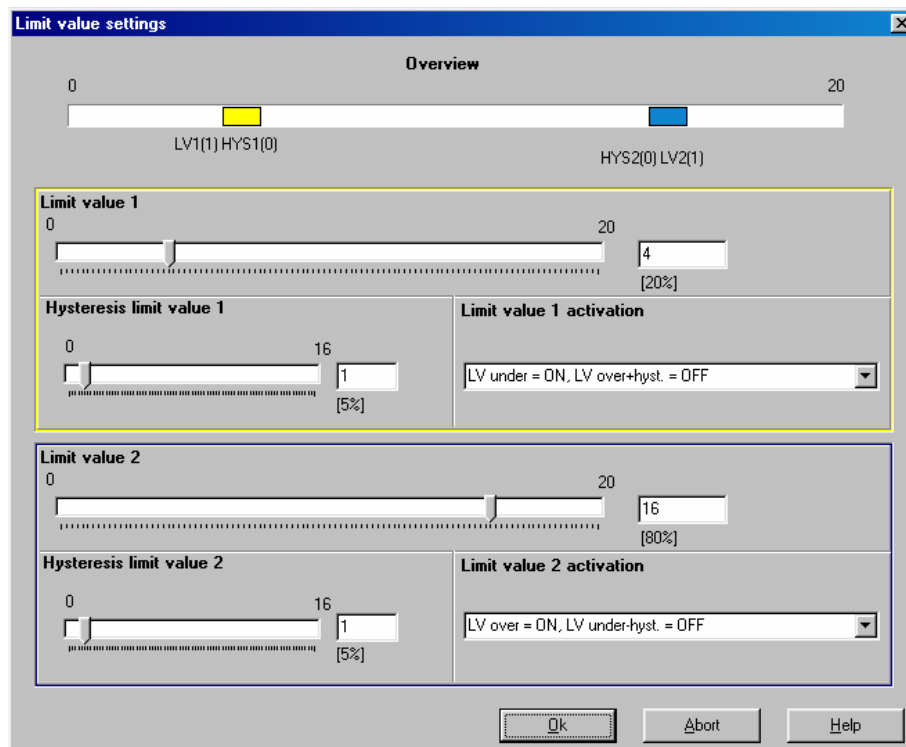 Limit value settings
Overview
0 20
LV1(1) HYS1(0)
HYS2(0) LV2(1)
Limit value 1
0 20
4
[20%]
Hysteresis limit value 1
0 16
1
[5%]
Limit value 1 activation
LV under = ON, LV over+hyst. = OFF
Limit value 2
0 20
16
[80%]
Hysteresis limit value 2
0 16
1
[5%]
Limit value 2 activation
LV over = ON, LV under-hyst. = OFF
Ok Abort Help